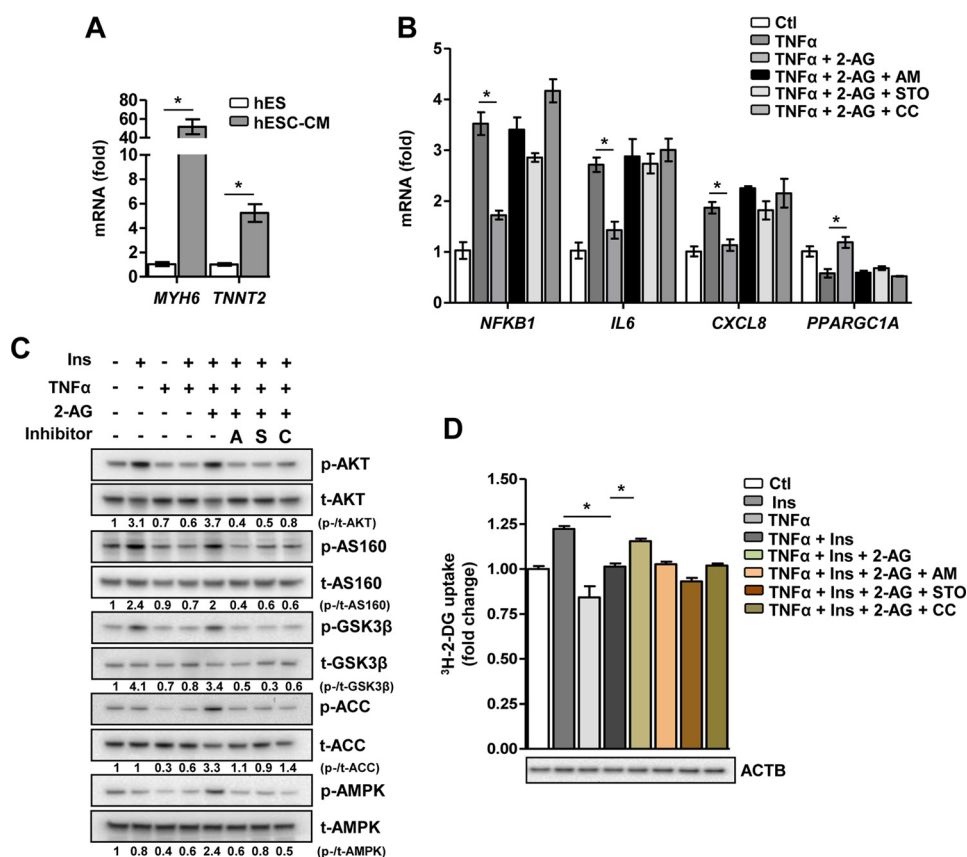 A
* *
80
60
40
20
8
6
4
2
0
mRNA (fold)
hES
hESC-CM
MYH6 TNNT2
B
mRNA (fold)
5
4
3
2
1
0
* * * *
Ctl
TNFα
TNFα + 2-AG
TNFα + 2-AG + AM
TNFα + 2-AG + STO
TNFα + 2-AG + CC
NFKB1 IL6 CXCL8 PPARGC1A
C
Ins - + - + + + + +
TNFα - - + + + + + +
2-AG - - - - + + + +
Inhibitor - - - - - A S C
p-AKT
t-AKT
1 3.1 0.7 0.6 3.7 0.4 0.5 0.8 (p-/t-AKT)
p-AS160
t-AS160
1 2.4 0.9 0.7 2 0.4 0.6 0.6 (p-/t-AS160)
p-GSK3β
t-GSK3β
1 4.1 0.7 0.8 3.4 0.5 0.3 0.6 (p-/t-GSK3β)
p-ACC
t-ACC
1 1 0.3 0.6 3.3 1.1 0.9 1.4 (p-/t-ACC)
p-AMPK
t-AMPK
1 0.8 0.4 0.6 2.4 0.6 0.8 0.5 (p-/t-AMPK)
D
³H-2-DG uptake
(fold change)
1.50
1.25
1.00
0.75
0.50
0.25
0.00
* *
Ctl
Ins
TNFα
TNFα + Ins
TNFα + Ins + 2-AG
TNFα + Ins + 2-AG + AM
TNFα + Ins + 2-AG + STO
TNFα + Ins + 2-AG + CC
ACTB